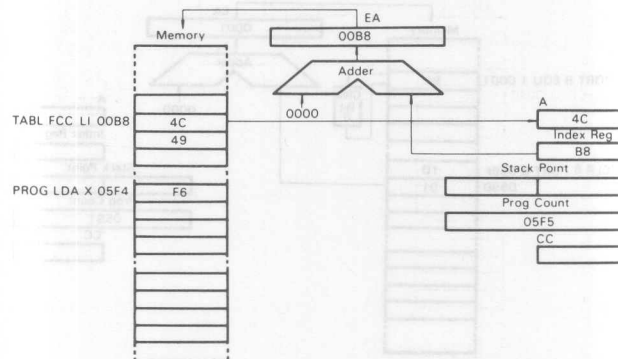 EA
Memory
00B8
Adder
0000
A
TABL FCC LI 00B8
4C
4C
49
Index Reg
B8
Stack Point
PROG LDA X 05F4
F6
Prog Count
05F5
CC